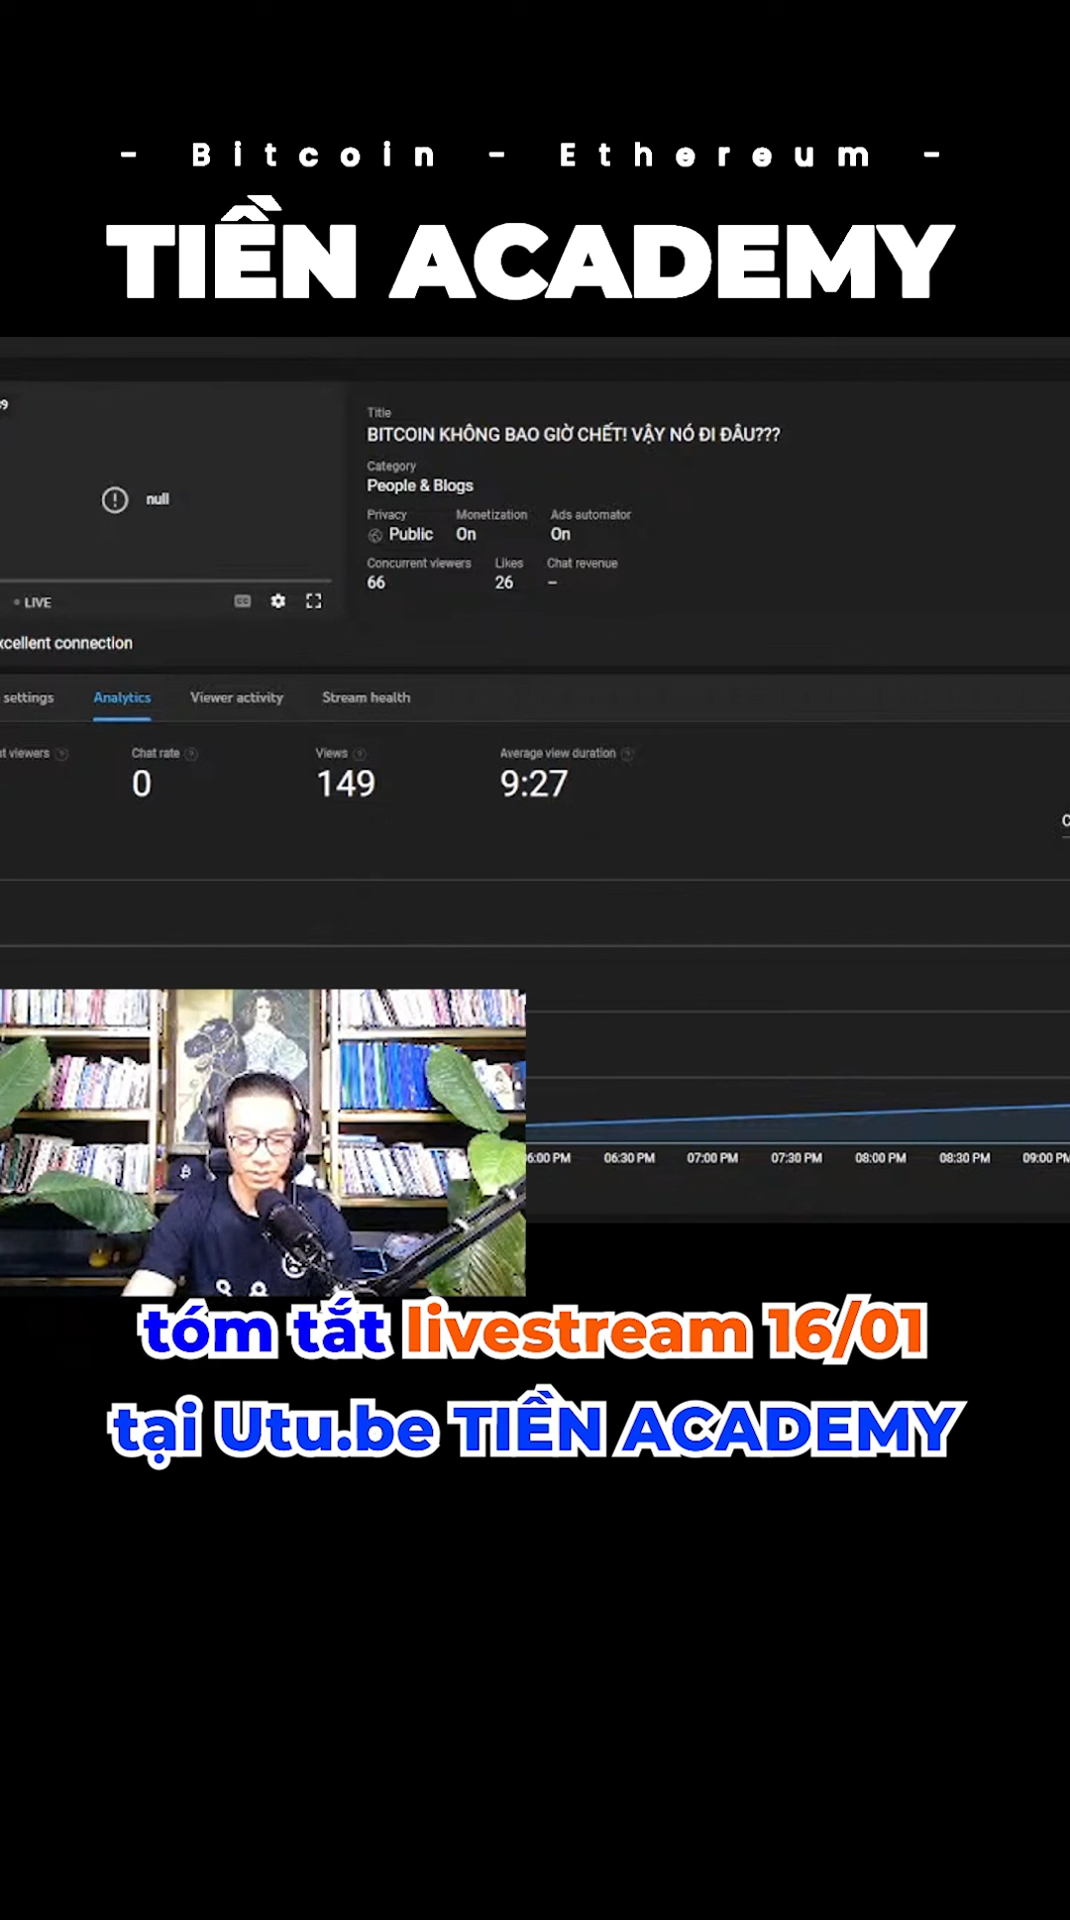 - Bitcoin - Ethereum -
TIỀN ACADEMY
Title
BITCOIN KHÔNG BAO GIỜ CHẾT! VẬY NÓ ĐI ĐÂU???
Category
People & Blogs
null
Privacy Monetization Ads automator
Public On On
Concurrent viewers Likes Chat revenue
66 26 –
LIVE
xcellent connection
settings Analytics Viewer activity Stream health
nt viewers Chat rate Views Average view duration
0 149 9:27
6:00 PM 06:30 PM 07:00 PM 07:30 PM 08:00 PM 08:30 PM 09:00 PM
tóm tắt livestream 16/01
tại Utu.be TIỀN ACADEMY